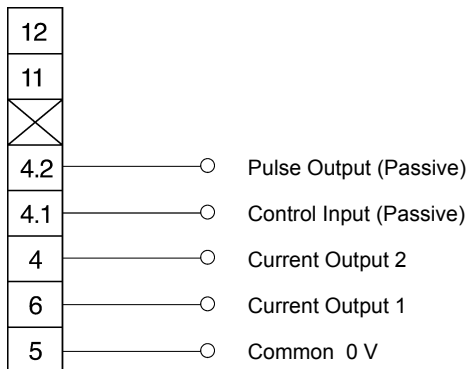 12
11
4.2 Pulse Output (Passive)
4.1 Control Input (Passive)
4 Current Output 2
6 Current Output 1
5 Common 0 V